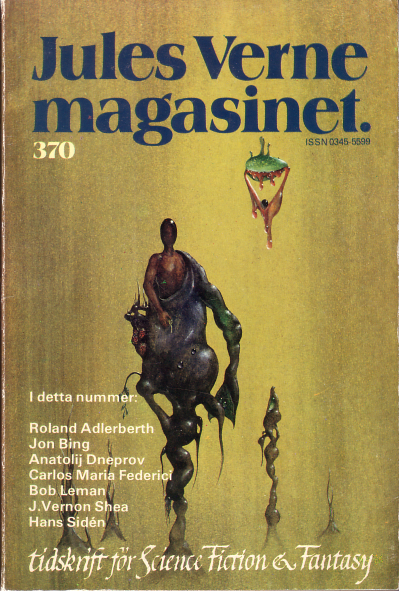 Jules Verne
magasinet.
370
ISSN 0345-5599
I detta nummer:
Roland Adlerberth
Jon Bing
Anatolij Dneprov
Carlos Maria Federici
Bob Leman
J.Vernon Shea
Hans Sidén
tidskrift för Science Fiction & Fantasy